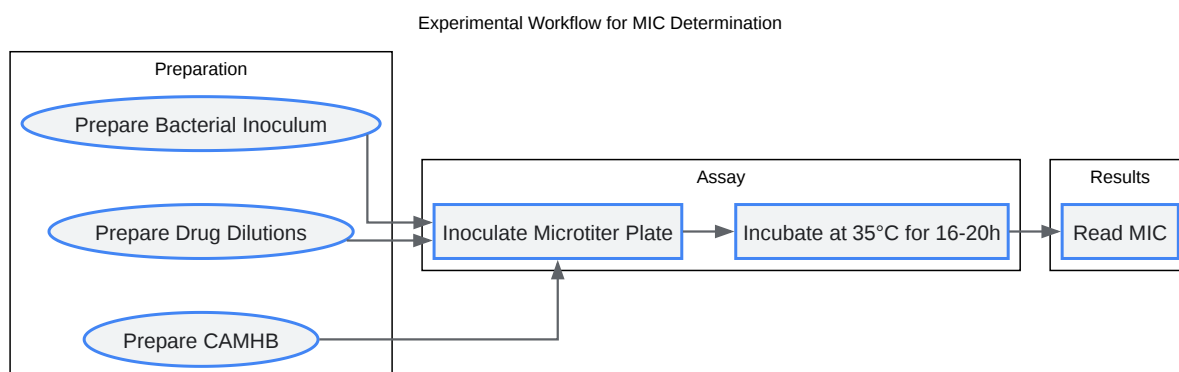 Experimental Workflow for MIC Determination
Preparation
Prepare Bacterial Inoculum
Prepare Drug Dilutions
Prepare CAMHB
Assay
Inoculate Microtiter Plate
Incubate at 35°C for 16-20h
Results
Read MIC